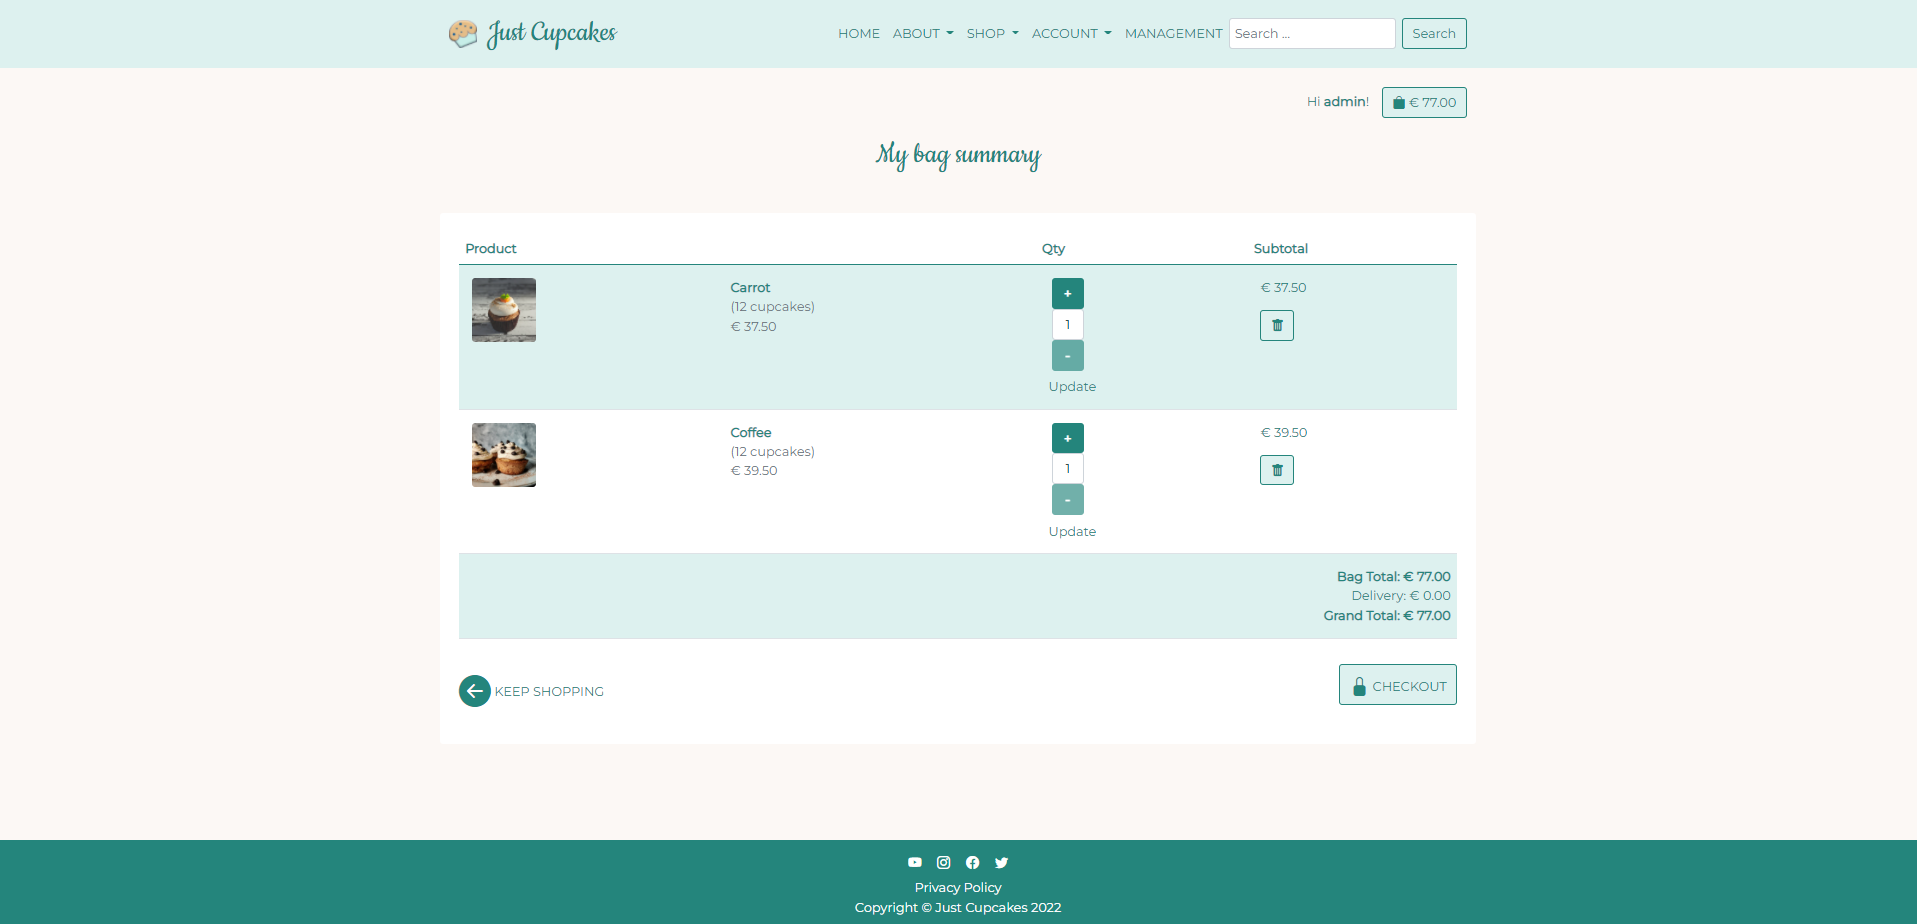 Just Cupcakes
HOME ABOUT SHOP ACCOUNT MANAGEMENT Search ... Search
Hi admin! € 77.00
My bag summary
Product Qty Subtotal
Carrot
(12 cupcakes)
€ 37.50
+
1
-
Update
€ 37.50
Coffee
(12 cupcakes)
€ 39.50
+
1
-
Update
€ 39.50
Bag Total: € 77.00
Delivery: € 0.00
Grand Total: € 77.00
KEEP SHOPPING CHECKOUT
Privacy Policy
Copyright © Just Cupcakes 2022